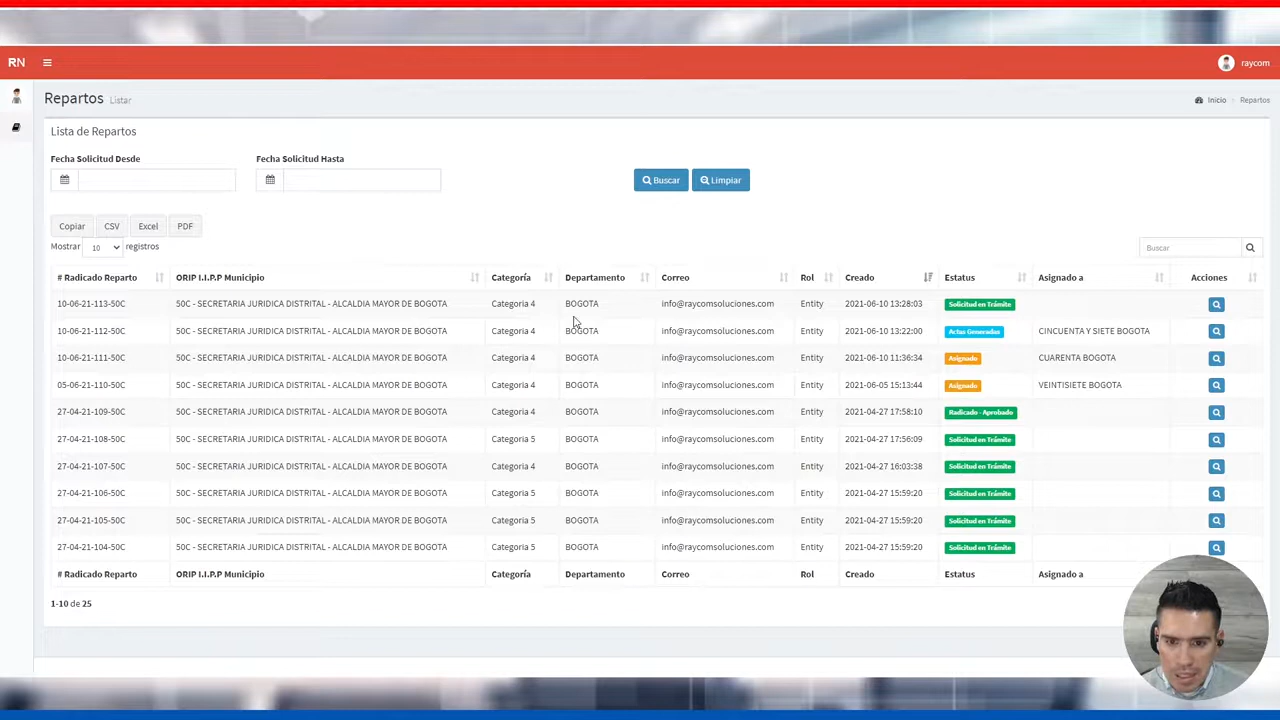 RN
raycom
Repartos Listar
Inicio > Repartos
Lista de Repartos
Fecha Solicitud Desde Fecha Solicitud Hasta
Buscar Limpiar
Copiar CSV Excel PDF
Mostrar 10 registros
Buscar
# Radicado Reparto ORIP I.I.P.P Municipio Categoría Departamento Correo Rol Creado Estatus Asignado a Acciones
10-06-21-113-50C 50C - SECRETARIA JURIDICA DISTRITAL - ALCALDIA MAYOR DE BOGOTA Categoria 4 BOGOTA info@raycomsoluciones.com Entity 2021-06-10 13:28:03 Solicitud en Trámite
10-06-21-112-50C 50C - SECRETARIA JURIDICA DISTRITAL - ALCALDIA MAYOR DE BOGOTA Categoria 4 BOGOTA info@raycomsoluciones.com Entity 2021-06-10 13:22:00 Actas Generadas CINCUENTA Y SIETE BOGOTA
10-06-21-111-50C 50C - SECRETARIA JURIDICA DISTRITAL - ALCALDIA MAYOR DE BOGOTA Categoria 4 BOGOTA info@raycomsoluciones.com Entity 2021-06-10 11:36:34 Asignado CUARENTA BOGOTA
05-06-21-110-50C 50C - SECRETARIA JURIDICA DISTRITAL - ALCALDIA MAYOR DE BOGOTA Categoria 4 BOGOTA info@raycomsoluciones.com Entity 2021-06-05 15:13:44 Asignado VEINTISIETE BOGOTA
27-04-21-109-50C 50C - SECRETARIA JURIDICA DISTRITAL - ALCALDIA MAYOR DE BOGOTA Categoria 4 BOGOTA info@raycomsoluciones.com Entity 2021-04-27 17:58:10 Radicado - Aprobado
27-04-21-108-50C 50C - SECRETARIA JURIDICA DISTRITAL - ALCALDIA MAYOR DE BOGOTA Categoria 5 BOGOTA info@raycomsoluciones.com Entity 2021-04-27 17:56:09 Solicitud en Trámite
27-04-21-107-50C 50C - SECRETARIA JURIDICA DISTRITAL - ALCALDIA MAYOR DE BOGOTA Categoria 4 BOGOTA info@raycomsoluciones.com Entity 2021-04-27 16:03:38 Solicitud en Trámite
27-04-21-106-50C 50C - SECRETARIA JURIDICA DISTRITAL - ALCALDIA MAYOR DE BOGOTA Categoria 5 BOGOTA info@raycomsoluciones.com Entity 2021-04-27 15:59:20 Solicitud en Trámite
27-04-21-105-50C 50C - SECRETARIA JURIDICA DISTRITAL - ALCALDIA MAYOR DE BOGOTA Categoria 5 BOGOTA info@raycomsoluciones.com Entity 2021-04-27 15:59:20 Solicitud en Trámite
27-04-21-104-50C 50C - SECRETARIA JURIDICA DISTRITAL - ALCALDIA MAYOR DE BOGOTA Categoria 5 BOGOTA info@raycomsoluciones.com Entity 2021-04-27 15:59:20 Solicitud en Trámite
# Radicado Reparto ORIP I.I.P.P Municipio Categoría Departamento Correo Rol Creado Estatus Asignado a
1-10 de 25